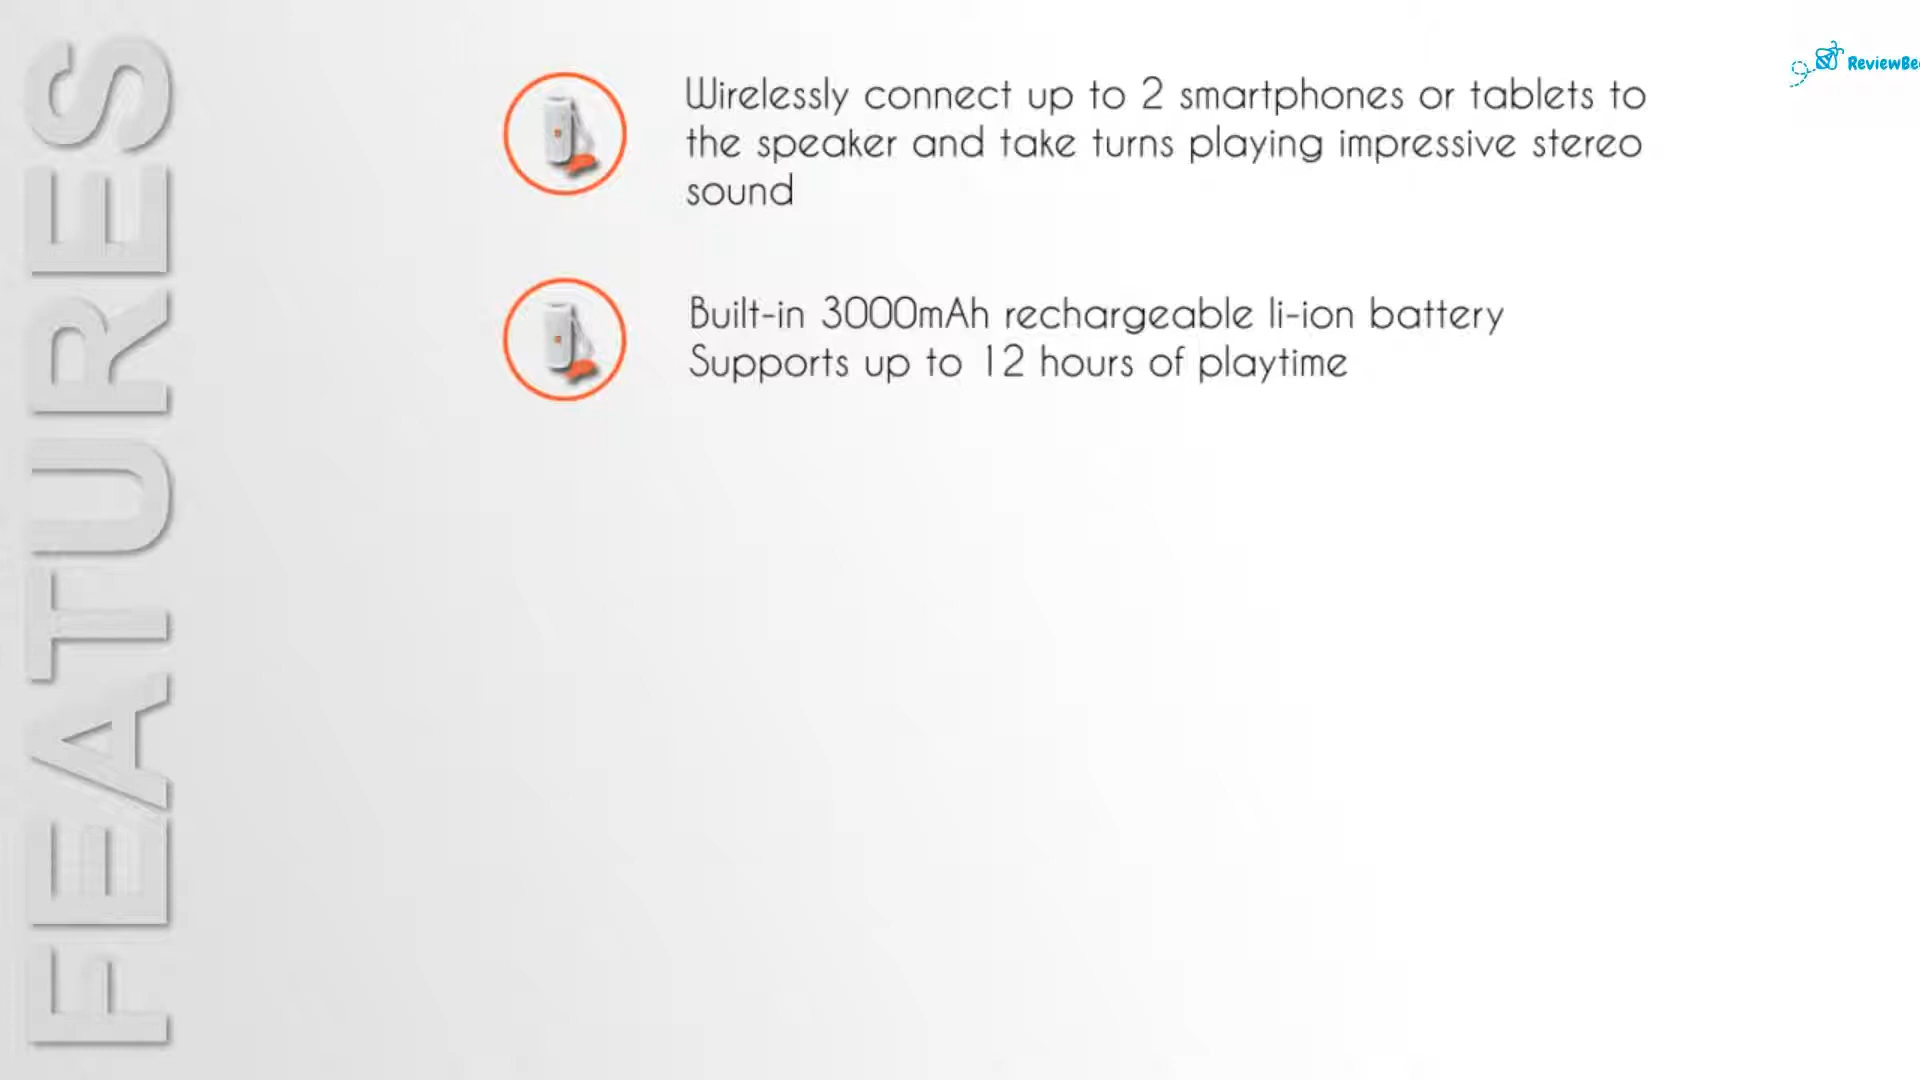 FEATURES
Wirelessly connect up to 2 smartphones or tablets to
the speaker and take turns playing impressive stereo
sound
Built-in 3000mAh rechargeable li-ion battery
Supports up to 12 hours of playtime
ReviewBe